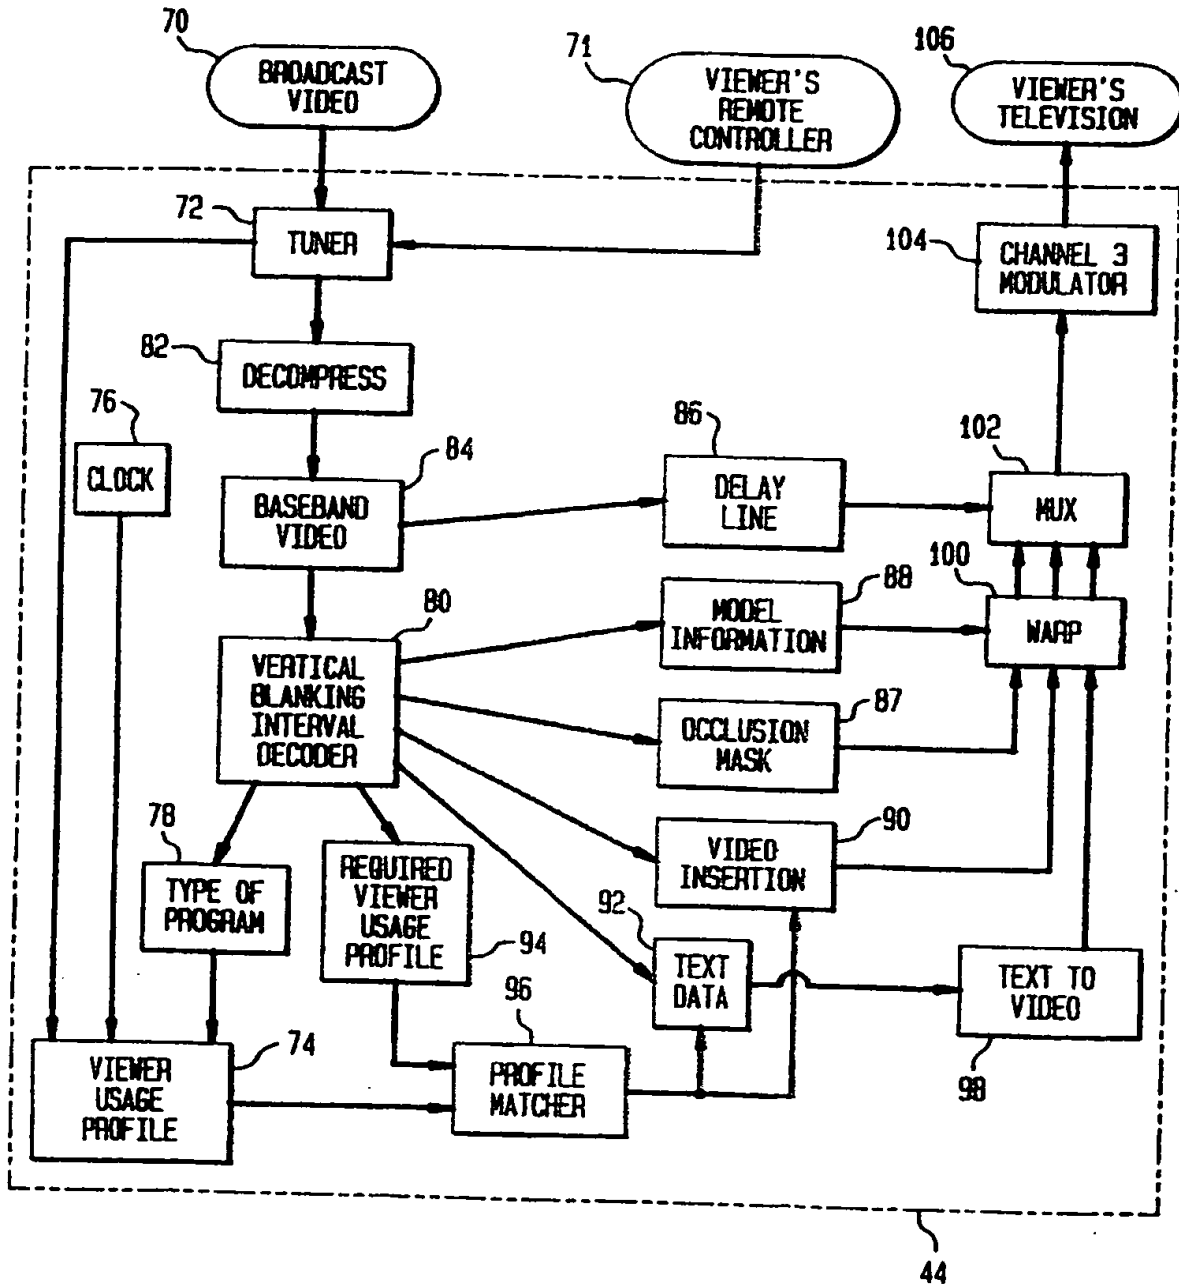 70
BROADCAST
VIDEO
71
VIEWER'S
REMOTE
CONTROLLER
106
VIEWER'S
TELEVISION
72
TUNER
104
CHANNEL 3
MODULATOR
82
DECOMPRESS
76
CLOCK
84
BASEBAND
VIDEO
86
DELAY
LINE
102
MUX
80
VERTICAL
BLANKING
INTERVAL
DECODER
88
MODEL
INFORMATION
100
WARP
87
OCCLUSION
MASK
78
TYPE OF
PROGRAM
REQUIRED
VIEWER
USAGE
PROFILE
94
90
VIDEO
INSERTION
92
TEXT
DATA
TEXT TO
VIDEO
98
74
VIEWER
USAGE
PROFILE
96
PROFILE
MATCHER
44